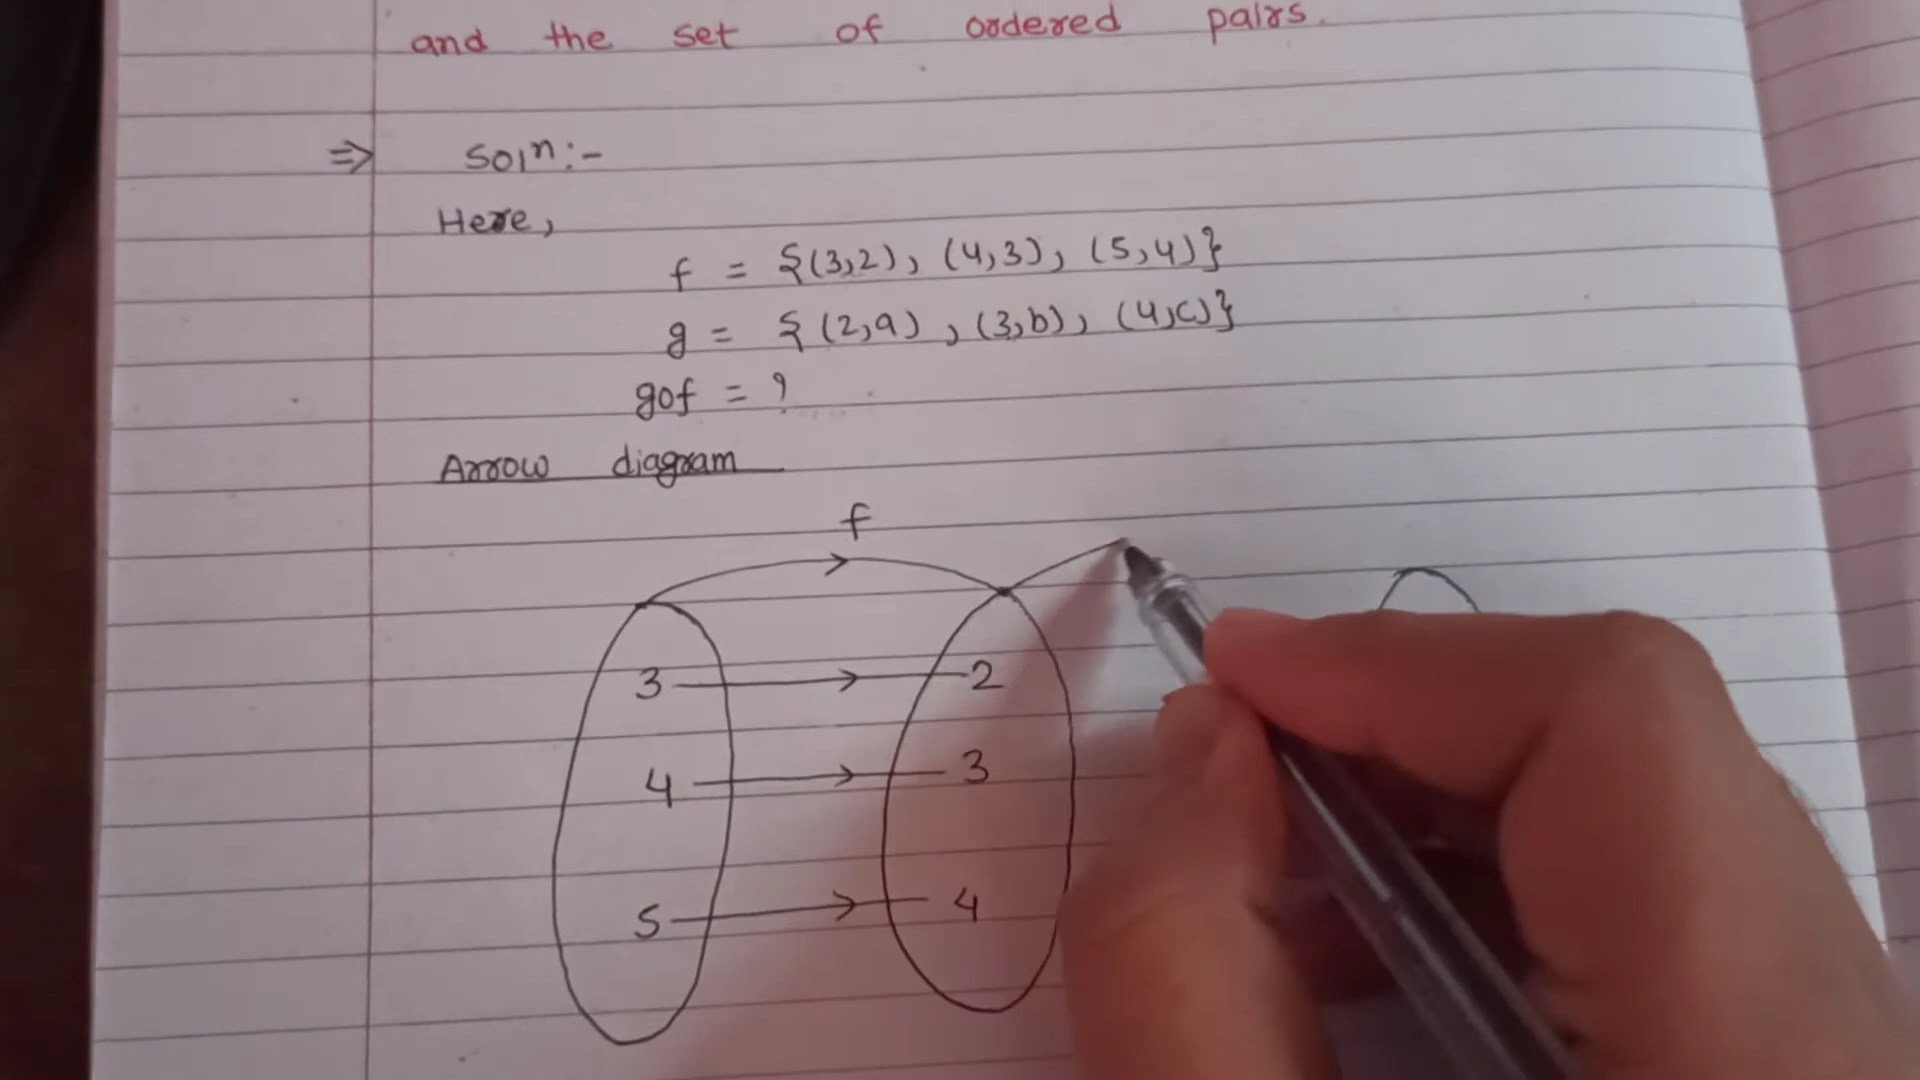 and the set of ordered pairs.
⇒ Solⁿ:-
Here,
f = {(3,2), (4,3), (5,4)}
g = {(2,a), (3,b), (4,c)}
gof = ?
Arrow diagram
f
3 2
4 3
5 4